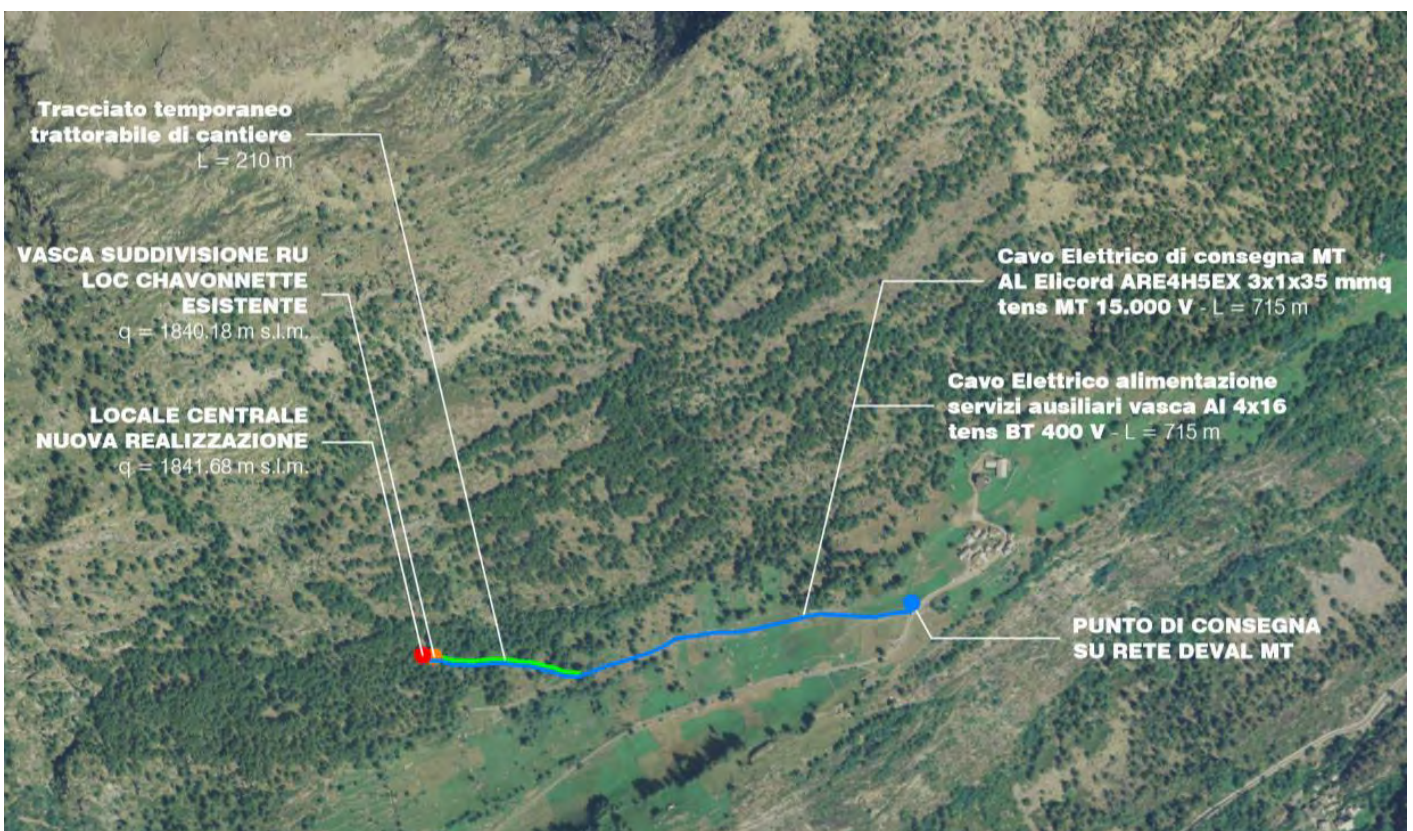 Tracciato temporaneo
trattorabile di cantiere
L = 210 m
VASCA SUDDIVISIONE RU
LOC CHAVONNETTE
ESISTENTE
q = 1840.18 m s.l.m.
LOCALE CENTRALE
NUOVA REALIZZAZIONE
q = 1841.68 m s.l.m.
Cavo Elettrico di consegna MT
AL Elicord ARE4H5EX 3x1x35 mmq
tens MT 15.000 V - L = 715 m
Cavo Elettrico alimentazione
servizi ausiliari vasca Al 4x16
tens BT 400 V - L = 715 m
PUNTO DI CONSEGNA
SU RETE DEVAL MT